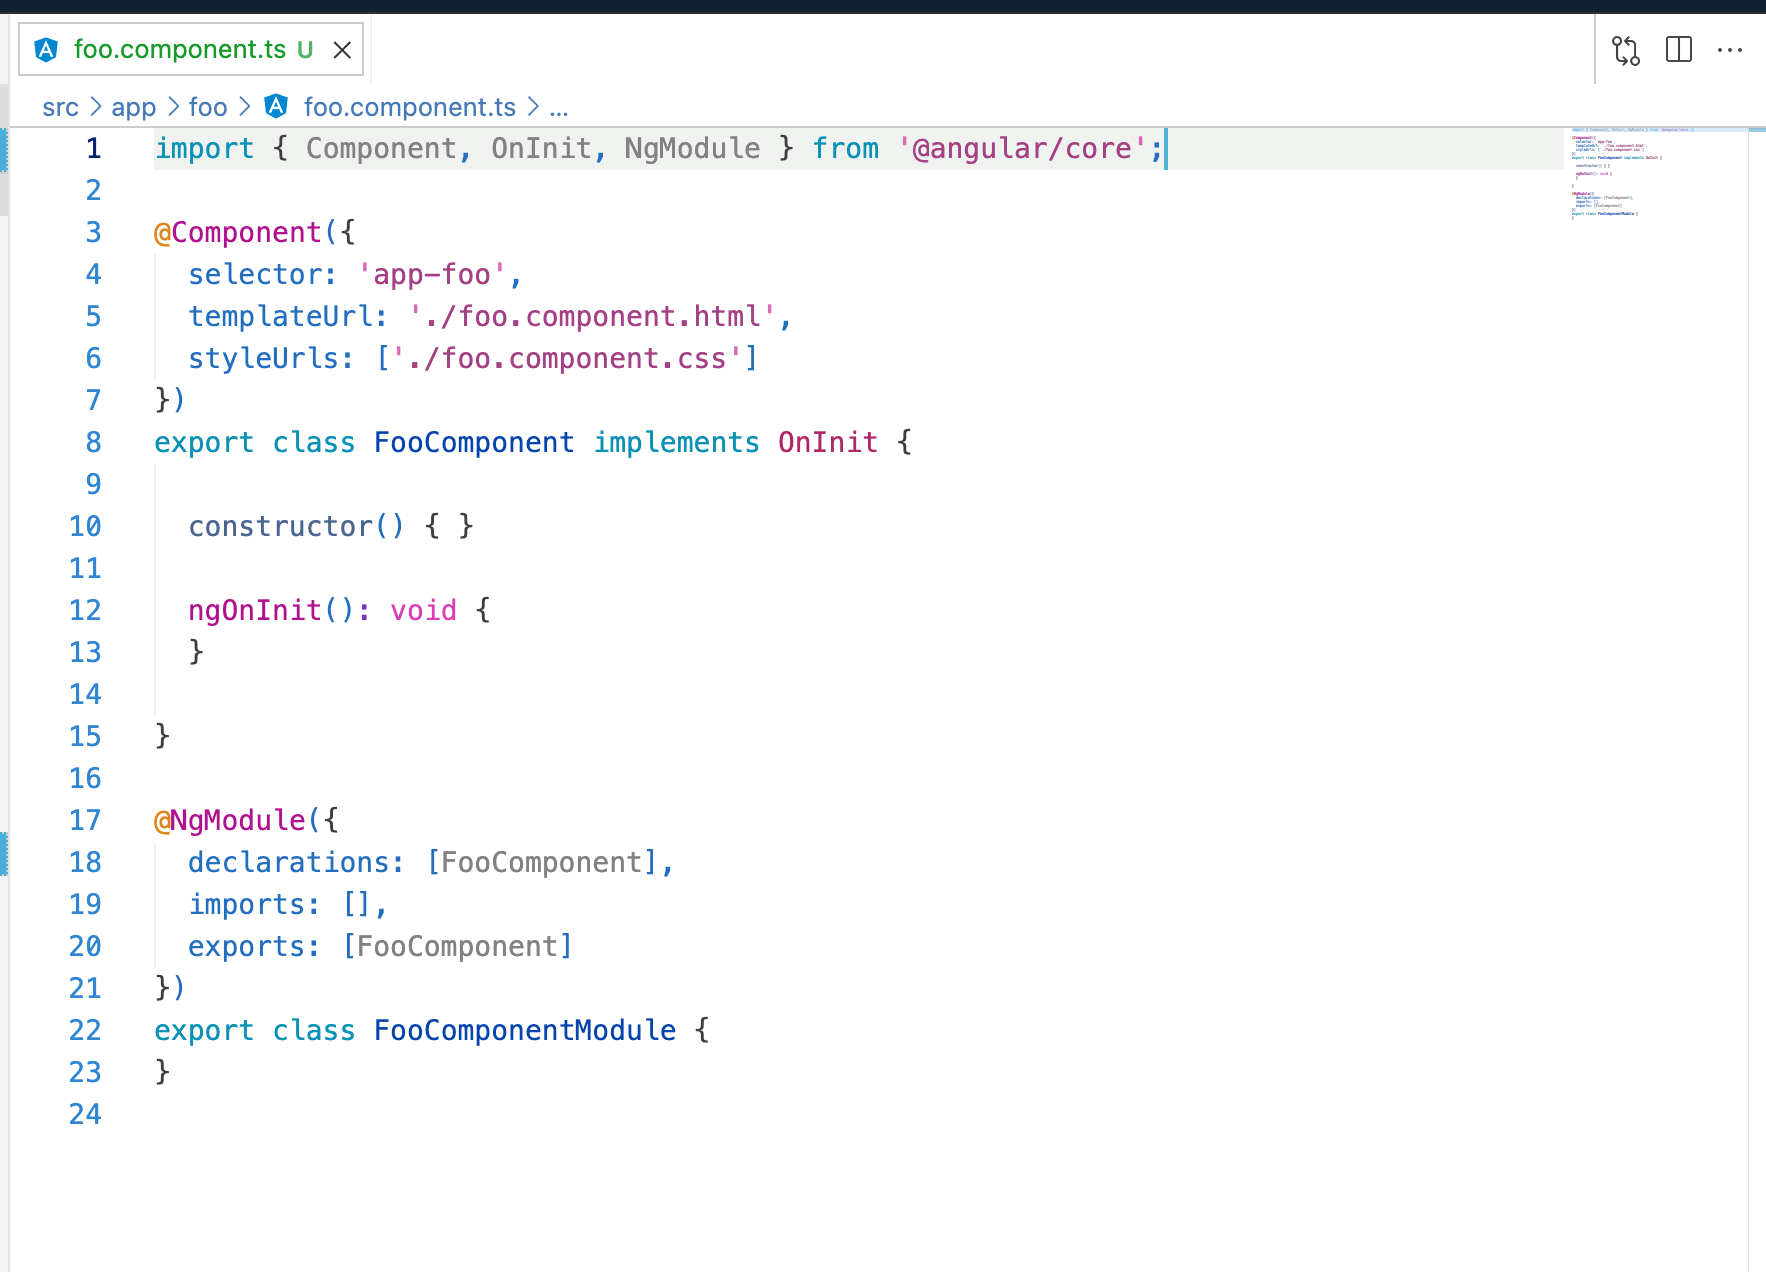 foo.component.ts U
src > app > foo > foo.component.ts > ...
1 import { Component, OnInit, NgModule } from '@angular/core';
2
3 @Component({
4   selector: 'app-foo',
5   templateUrl: './foo.component.html',
6   styleUrls: ['./foo.component.css']
7 })
8 export class FooComponent implements OnInit {
9
10   constructor() { }
11
12   ngOnInit(): void {
13   }
14
15 }
16
17 @NgModule({
18   declarations: [FooComponent],
19   imports: [],
20   exports: [FooComponent]
21 })
22 export class FooComponentModule {
23 }
24